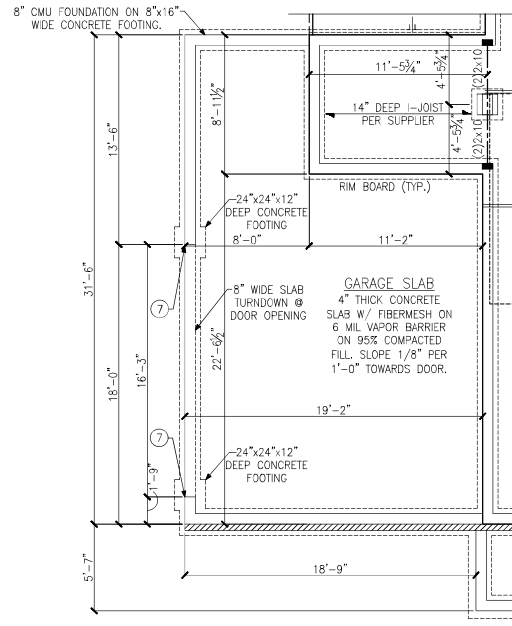 8" CMU FOUNDATION ON 8"x16"
WIDE CONCRETE FOOTING.
11'-5¾"
4'-5¾"
(2)2x10
8'-11½"
14" DEEP I-JOIST
PER SUPPLIER
4'-5¾"
(2)2x10
13'-6"
RIM BOARD (TYP.)
24"x24"x12"
DEEP CONCRETE
FOOTING
8'-0"
11'-2"
31'-6"
7
8" WIDE SLAB
TURNDOWN @
DOOR OPENING
GARAGE SLAB
4" THICK CONCRETE
SLAB W/ FIBERMESH ON
6 MIL VAPOR BARRIER
ON 95% COMPACTED
FILL. SLOPE 1/8" PER
1'-0" TOWARDS DOOR.
22'-6½"
18'-0"
16'-3"
19'-2"
7
24"x24"x12"
DEEP CONCRETE
FOOTING
1'-9"
5'-7"
18'-9"